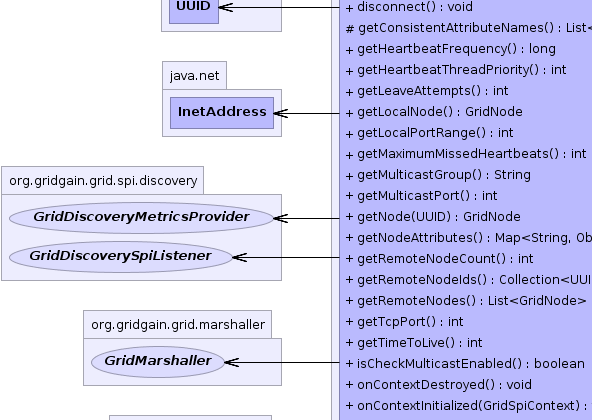 UUID
java.net
InetAddress
org.gridgain.grid.spi.discovery
GridDiscoveryMetricsProvider
GridDiscoverySpiListener
org.gridgain.grid.marshaller
GridMarshaller
+ disconnect() : void
# getConsistentAttributeNames() : List<
+ getHeartbeatFrequency() : long
+ getHeartbeatThreadPriority() : int
+ getLeaveAttempts() : int
+ getLocalNode() : GridNode
+ getLocalPortRange() : int
+ getMaximumMissedHeartbeats() : int
+ getMulticastGroup() : String
+ getMulticastPort() : int
+ getNode(UUID) : GridNode
+ getNodeAttributes() : Map<String, Ob
+ getRemoteNodeCount() : int
+ getRemoteNodeIds() : Collection<UUI
+ getRemoteNodes() : List<GridNode>
+ getTcpPort() : int
+ getTimeToLive() : int
+ isCheckMulticastEnabled() : boolean
+ onContextDestroyed() : void
+ onContextInitialized(GridSpiContext) :